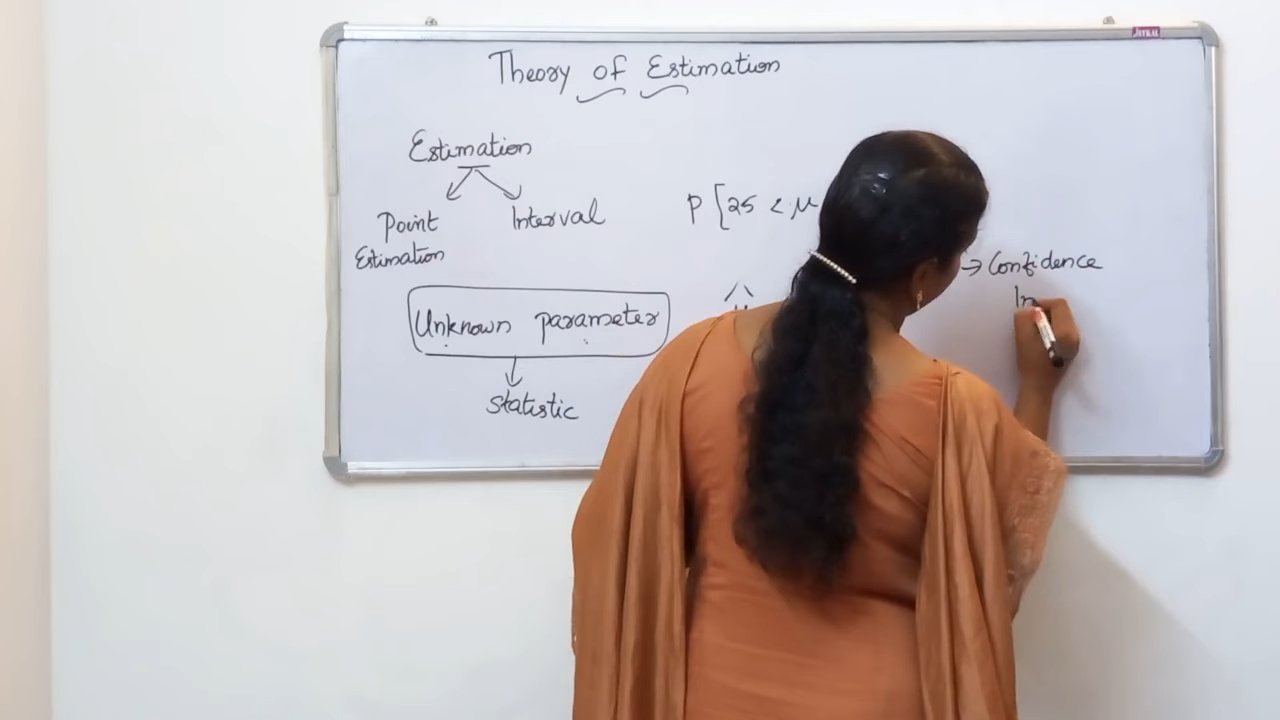 Theory of Estimation
Estimation
Point
Estimation
Interval
Unknown parameter
Statistic
P [25 < μ
→ Confidence
In